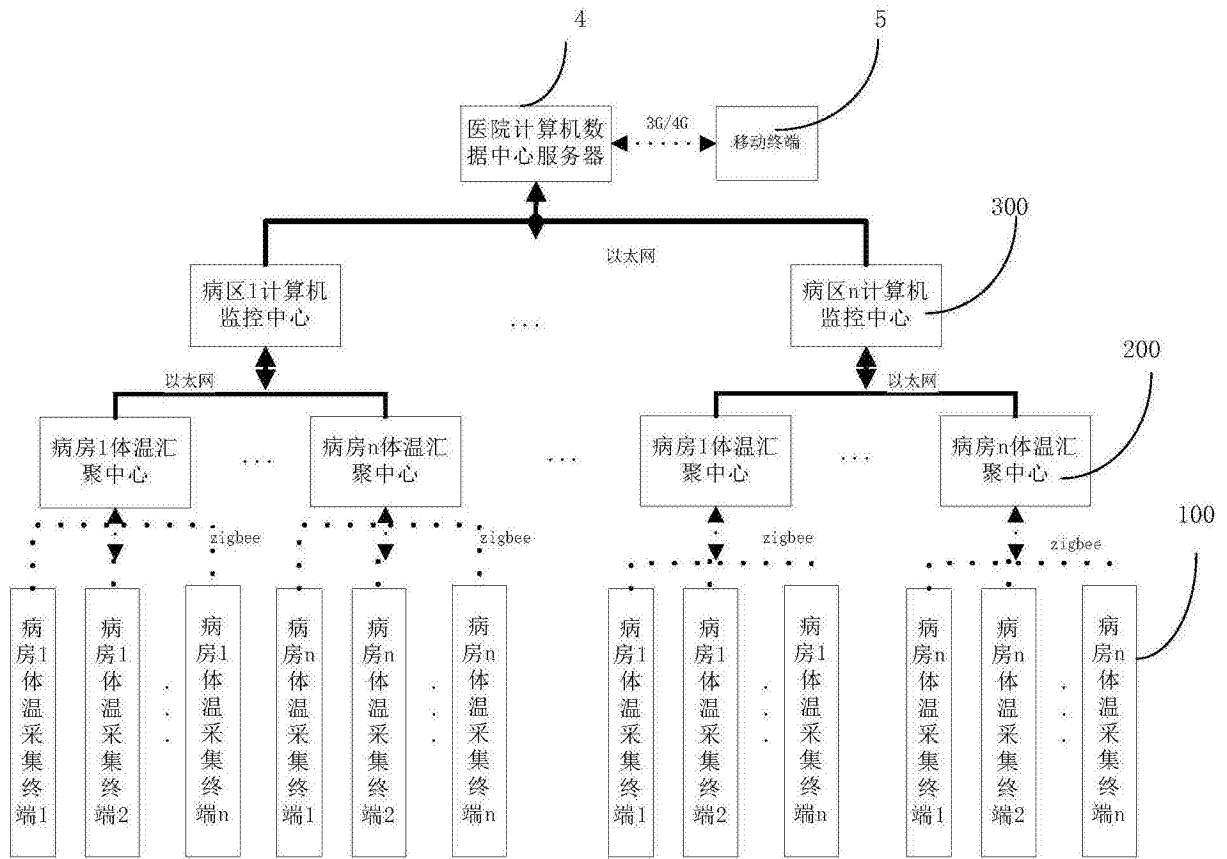 4
5
医院计算机数
据中心服务器
3G/4G
移动终端
300
以太网
病区1计算机
监控中心
...
病区n计算机
监控中心
200
以太网
以太网
病房1体温汇
聚中心
...
病房n体温汇
聚中心
...
病房1体温汇
聚中心
...
病房n体温汇
聚中心
100
zigbee
zigbee
zigbee
zigbee
病房1体温采集终端1
病房1体温采集终端2
...
病房1体温采集终端n
病房n体温采集终端1
病房n体温采集终端2
...
病房n体温采集终端n
病房1体温采集终端1
病房1体温采集终端2
...
病房1体温采集终端n
病房n体温采集终端1
病房n体温采集终端2
...
病房n体温采集终端n